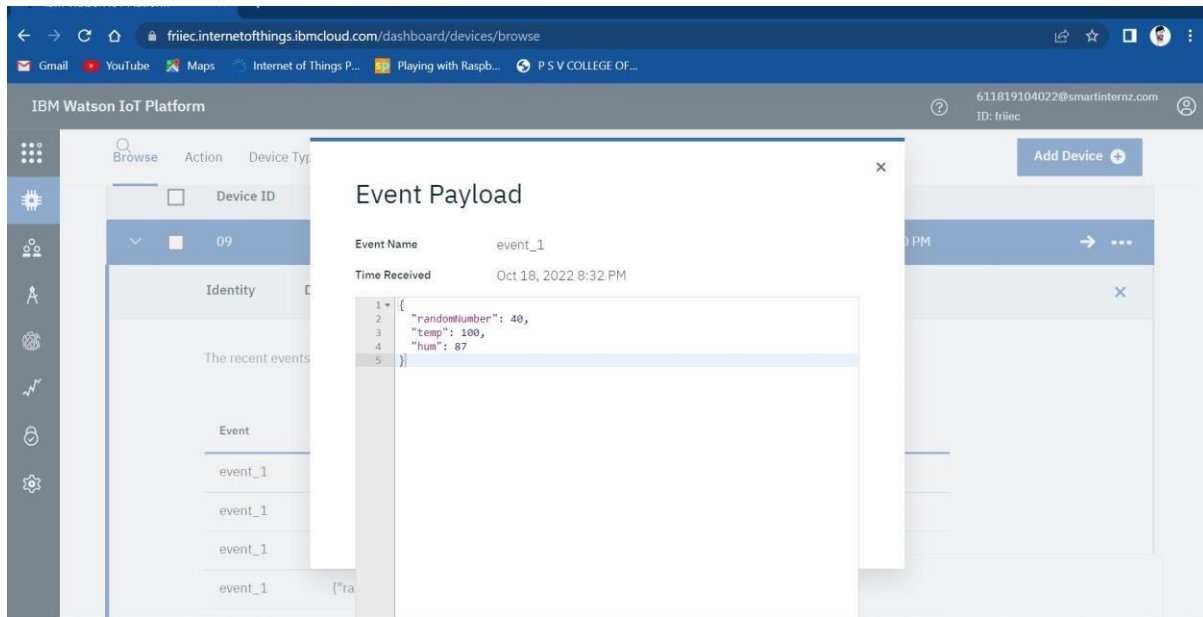 friiec.internetofthings.ibmcloud.com/dashboard/devices/browse
Gmail YouTube Maps Internet of Things P... Playing with Raspb... P S V COLLEGE OF...
IBM Watson IoT Platform
611819104022@smartinternz.com
ID: friiec
Browse Action Device Typ
Add Device
Device ID
Event Payload
09
PM
Event Name event_1
Time Received Oct 18, 2022 8:32 PM
Identity D
1 {
2 "randomNumber": 40,
3 "temp": 100,
4 "hum": 87
5 }
The recent events
Event
event_1
event_1
event_1
event_1 {"ra